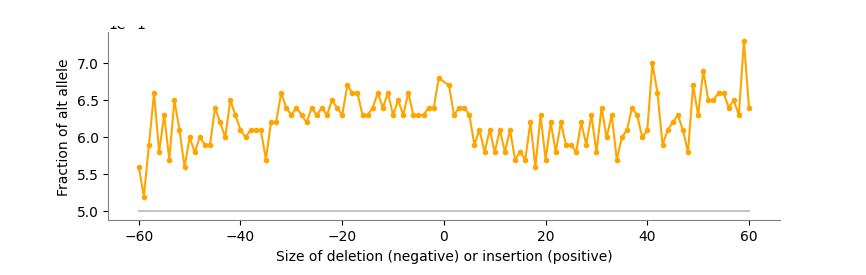 7.0
6.5
6.0
5.5
5.0
Fraction of alt allele
−60 −40 −20 0 20 40 60
Size of deletion (negative) or insertion (positive)